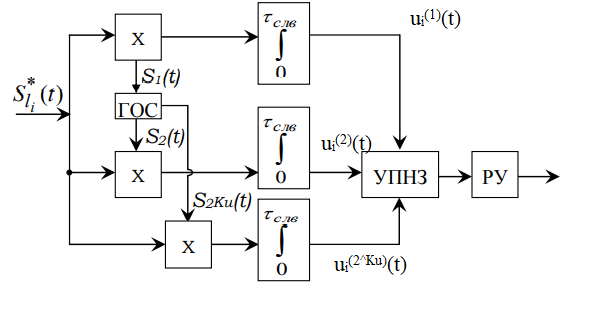 S*lᵢ(t)
X
S₁(t)
ГОС
S₂(t)
X
S₂Ku(t)
X
τслв
∫
0
τслв
∫
0
τслв
∫
0
uᵢ⁽¹⁾(t)
uᵢ⁽²⁾(t)
uᵢ⁽²^ᴷᵘ⁾(t)
УПНЗ
РУ